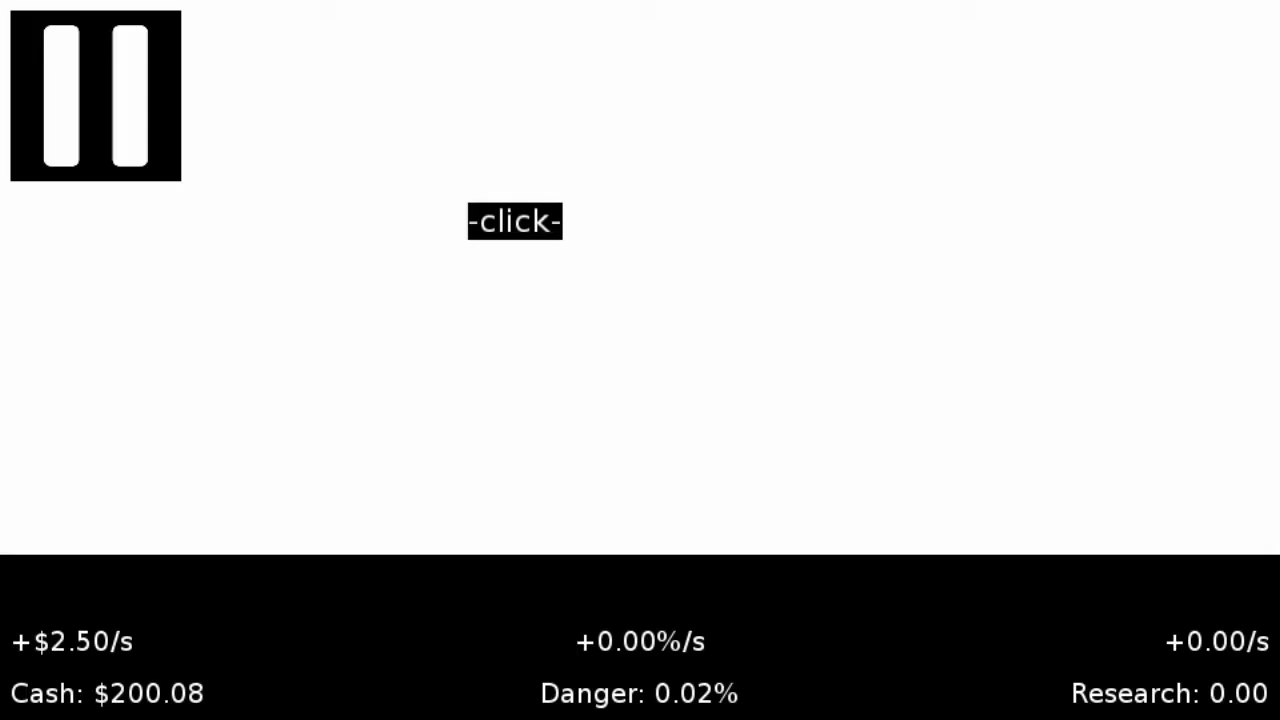 -click-
+$2.50/s
+0.00%/s
+0.00/s
Cash: $200.08
Danger: 0.02%
Research: 0.00